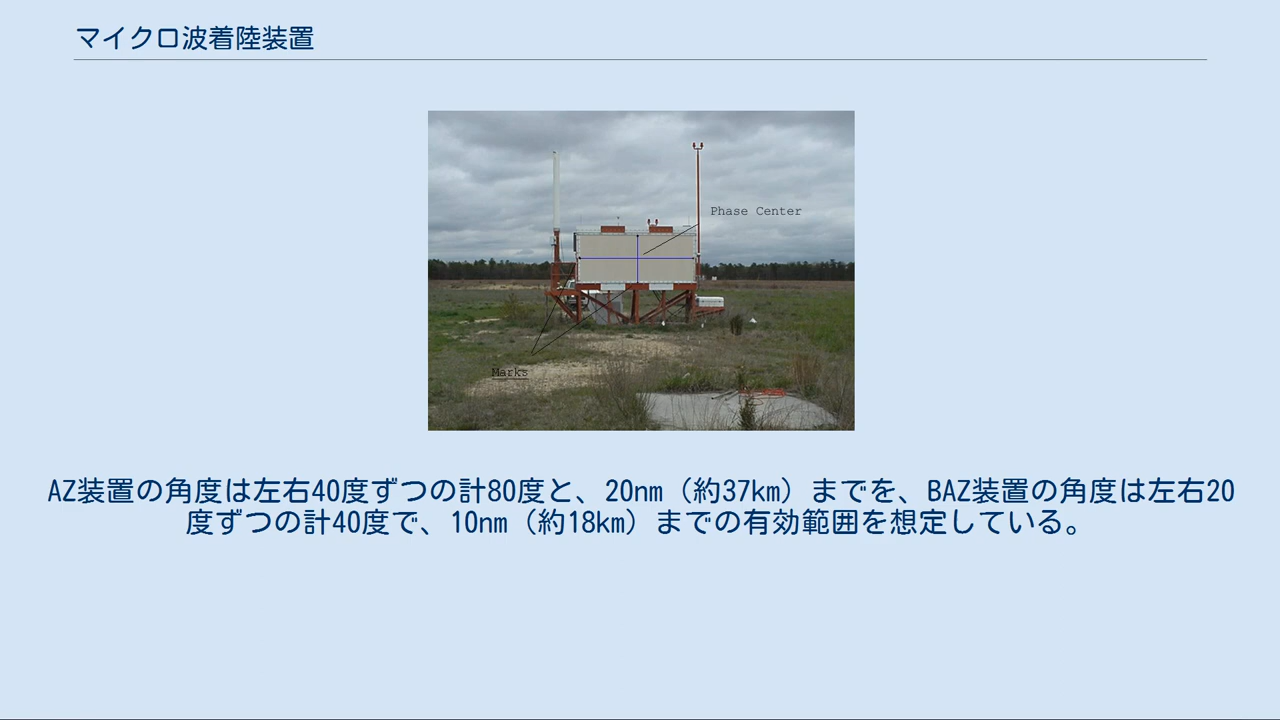 マイクロ波着陸装置
Phase Center
Marks
AZ装置の角度は左右40度ずつの計80度と、20nm（約37km）までを、BAZ装置の角度は左右20
度ずつの計40度で、10nm（約18km）までの有効範囲を想定している。